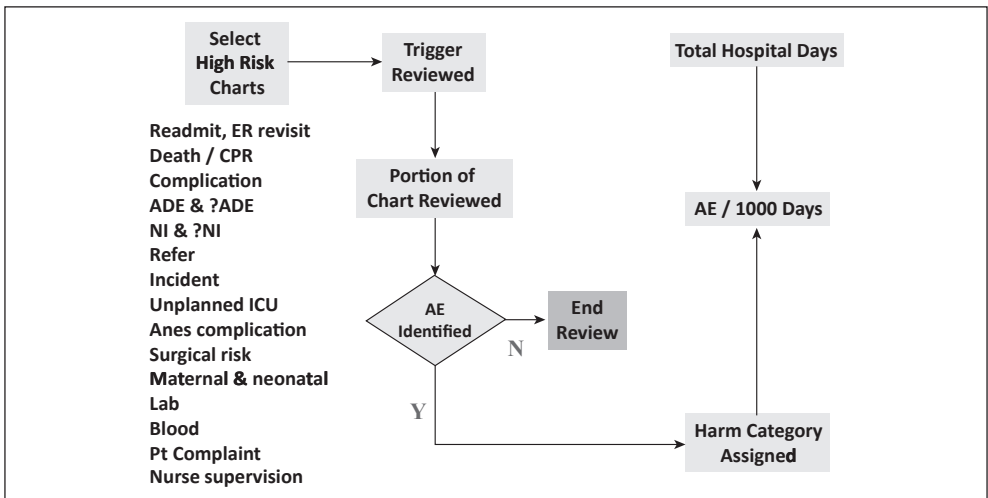 Select
High Risk
Charts
Trigger
Reviewed
Total Hospital Days
Readmit, ER revisit
Death / CPR
Complication
ADE & ?ADE
NI & ?NI
Refer
Incident
Unplanned ICU
Anes complication
Surgical risk
Maternal & neonatal
Lab
Blood
Pt Complaint
Nurse supervision
Portion of
Chart Reviewed
AE / 1000 Days
AE
Identified
N
End
Review
Y
Harm Category
Assigned